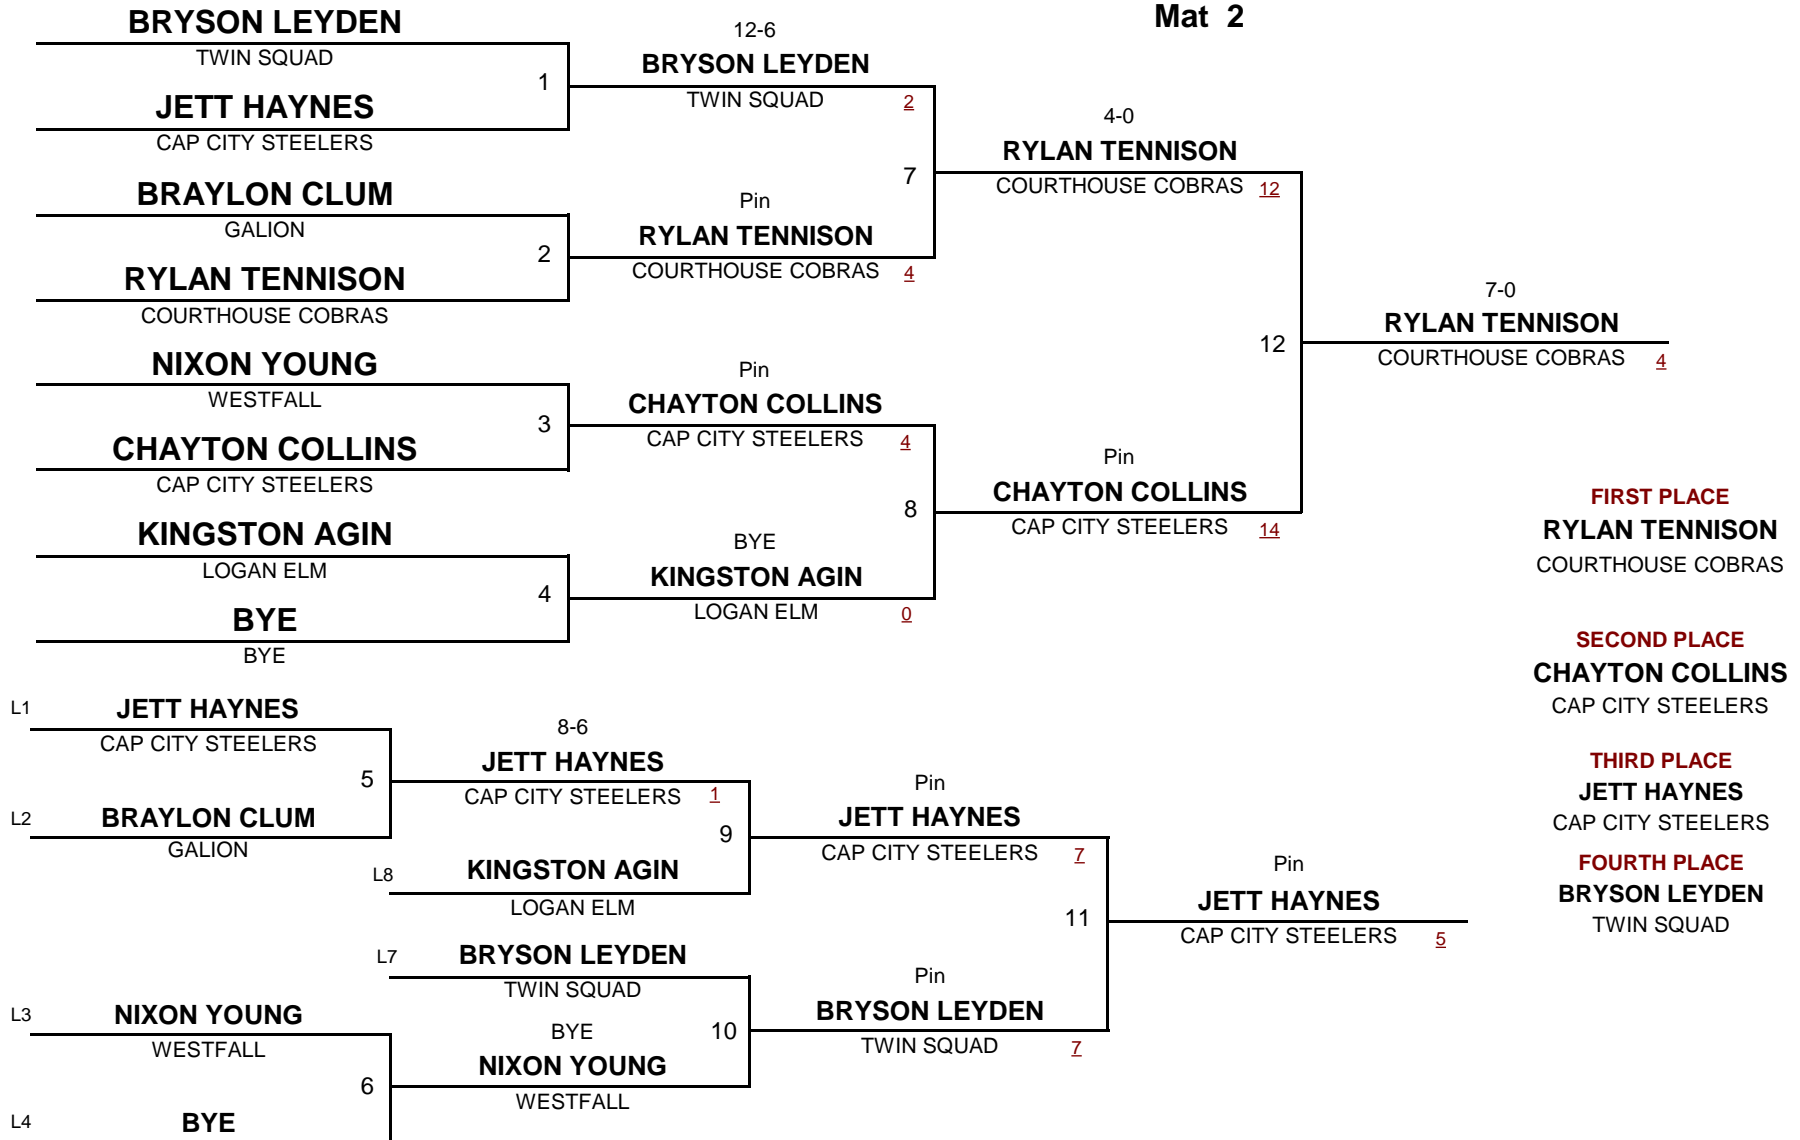 Mat 2
BRYSON LEYDEN
TWIN SQUAD
1
JETT HAYNES
CAP CITY STEELERS
BRAYLON CLUM
GALION
2
RYLAN TENNISON
COURTHOUSE COBRAS
NIXON YOUNG
WESTFALL
3
CHAYTON COLLINS
CAP CITY STEELERS
KINGSTON AGIN
LOGAN ELM
4
BYE
BYE
12-6
BRYSON LEYDEN
TWIN SQUAD 2
7
Pin
RYLAN TENNISON
COURTHOUSE COBRAS 4
Pin
CHAYTON COLLINS
CAP CITY STEELERS 4
8
BYE
KINGSTON AGIN
LOGAN ELM 0
4-0
RYLAN TENNISON
COURTHOUSE COBRAS 12
12
Pin
CHAYTON COLLINS
CAP CITY STEELERS 14
7-0
RYLAN TENNISON
COURTHOUSE COBRAS 4
FIRST PLACE
RYLAN TENNISON
COURTHOUSE COBRAS
SECOND PLACE
CHAYTON COLLINS
CAP CITY STEELERS
THIRD PLACE
JETT HAYNES
CAP CITY STEELERS
FOURTH PLACE
BRYSON LEYDEN
TWIN SQUAD
L1 JETT HAYNES
CAP CITY STEELERS
5
L2 BRAYLON CLUM
GALION
L3 NIXON YOUNG
WESTFALL
6
L4 BYE
8-6
JETT HAYNES
CAP CITY STEELERS 1
9
L8 KINGSTON AGIN
LOGAN ELM
L7 BRYSON LEYDEN
TWIN SQUAD
BYE 10
NIXON YOUNG
WESTFALL
Pin
JETT HAYNES
CAP CITY STEELERS 7
11
Pin
BRYSON LEYDEN
TWIN SQUAD 7
Pin
JETT HAYNES
CAP CITY STEELERS 5